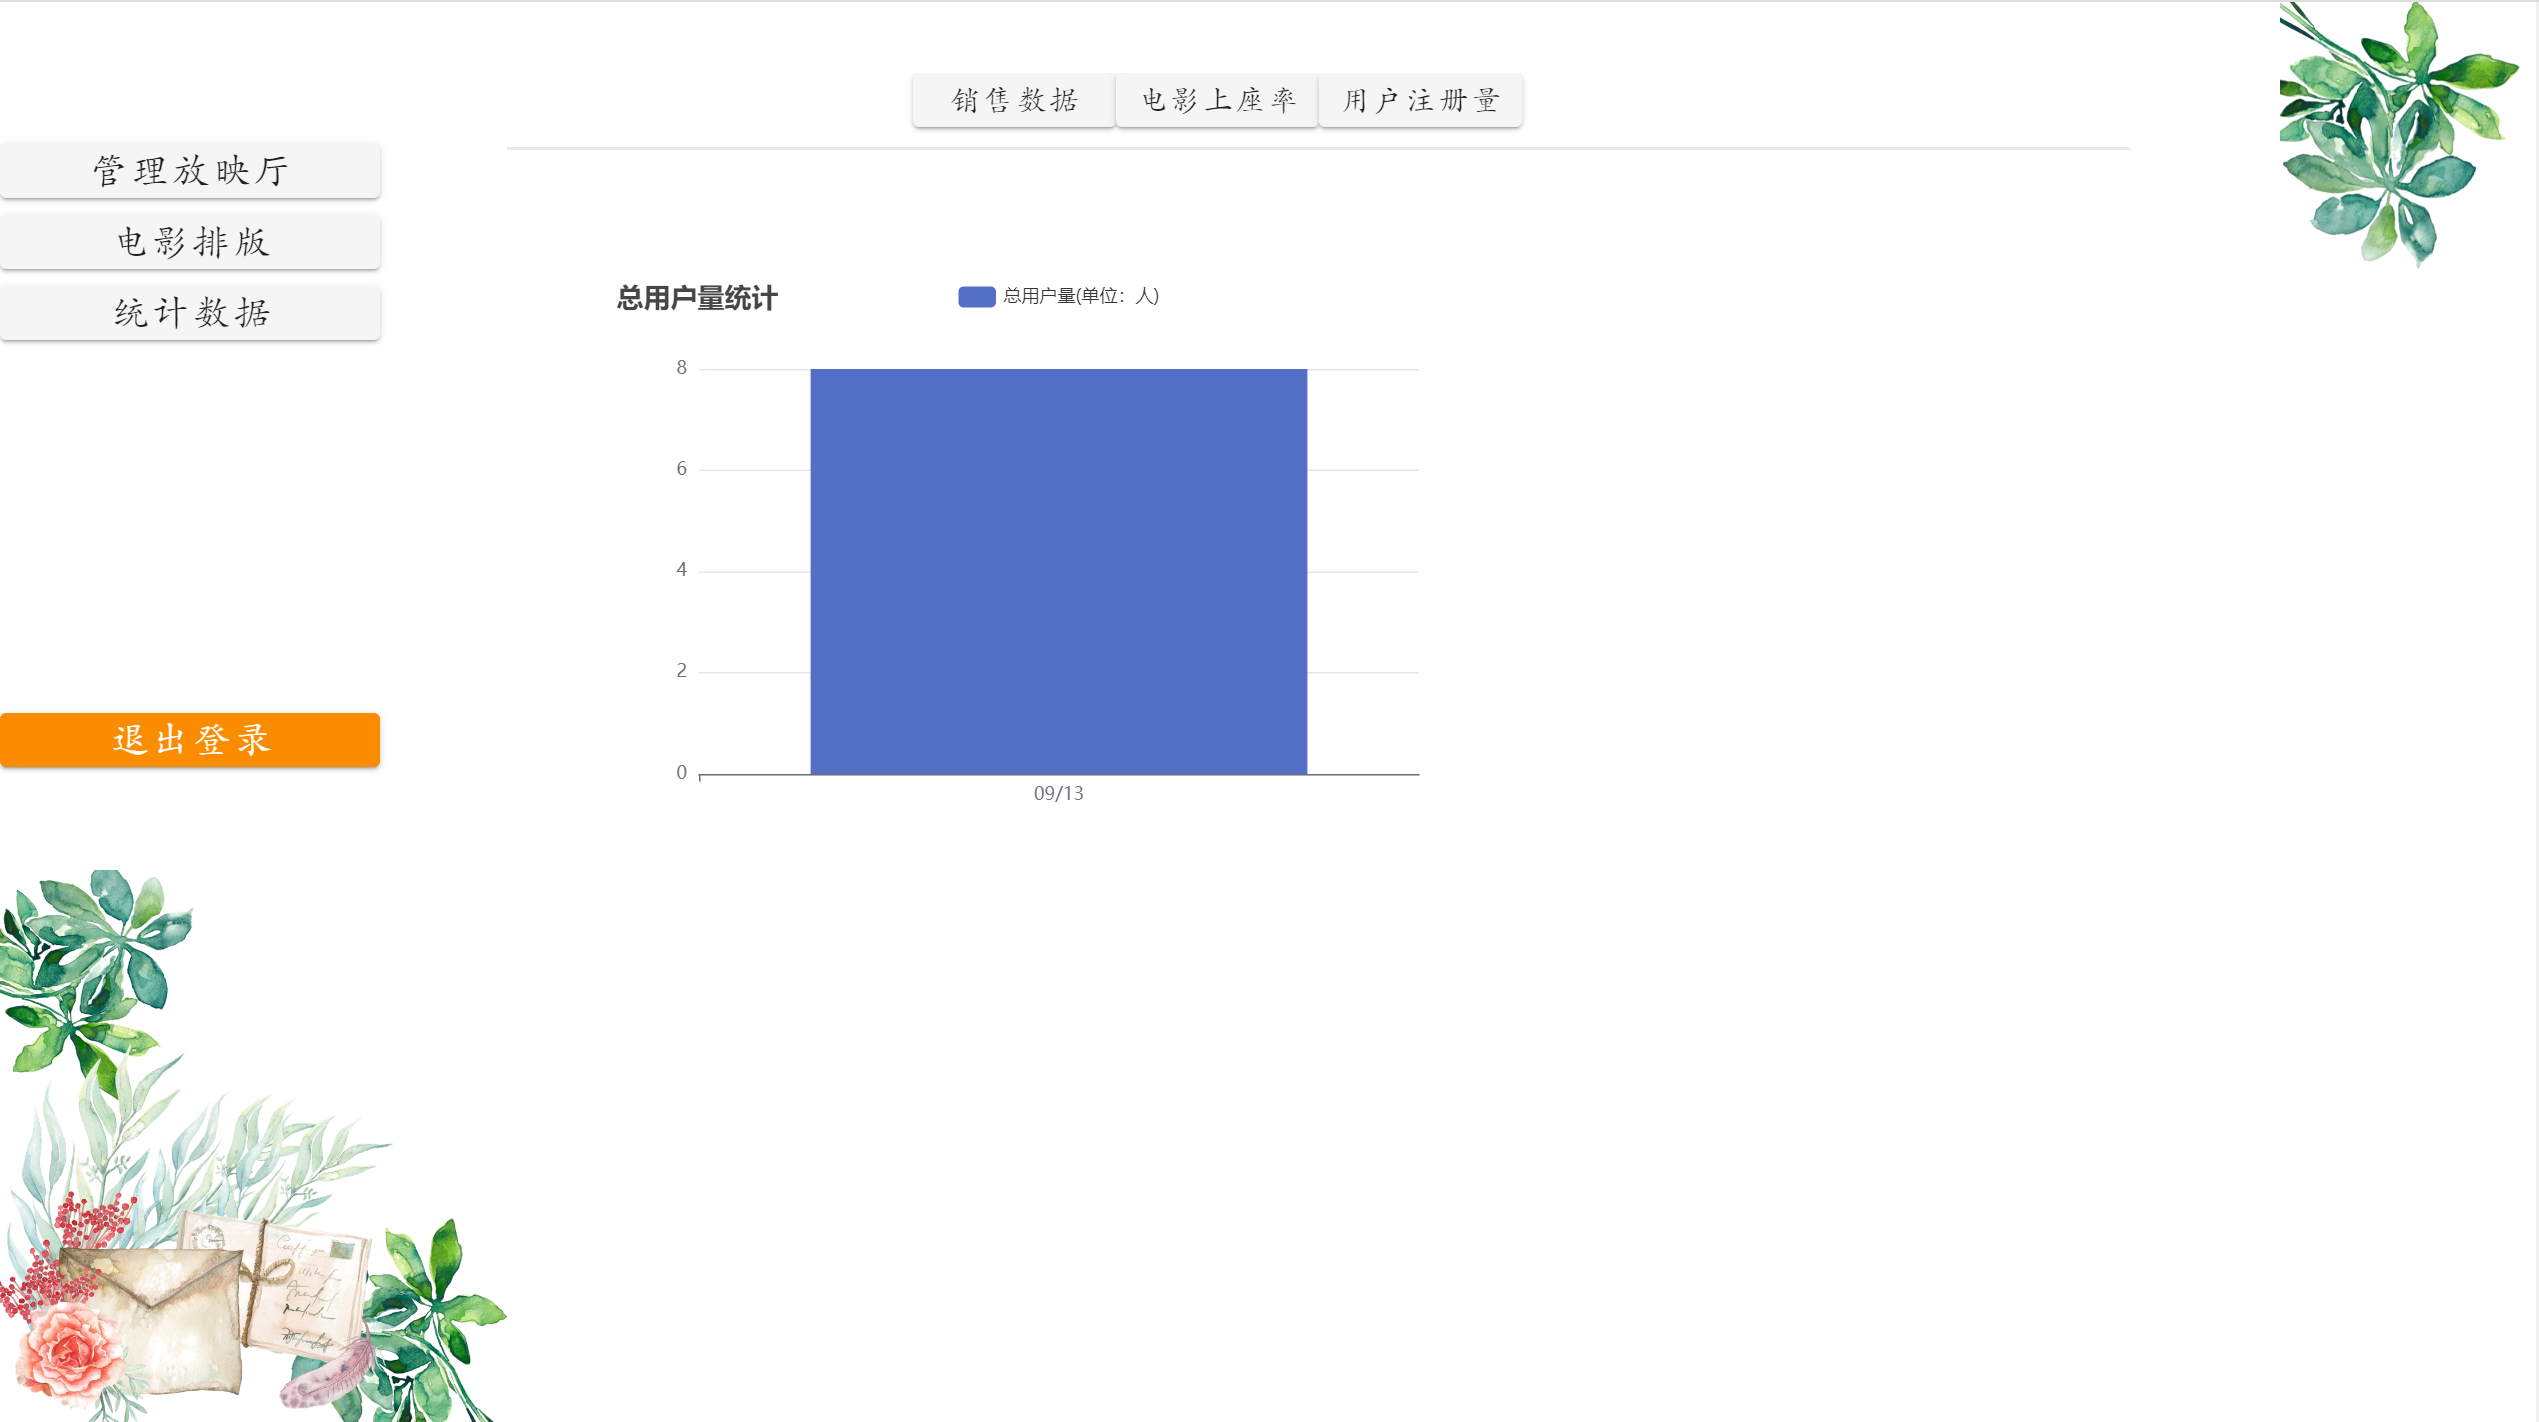 销售数据 电影上座率 用户注册量
管理放映厅
电影排版
统计数据
退出登录
总用户量统计
总用户量(单位：人)
8
6
4
2
0
09/13